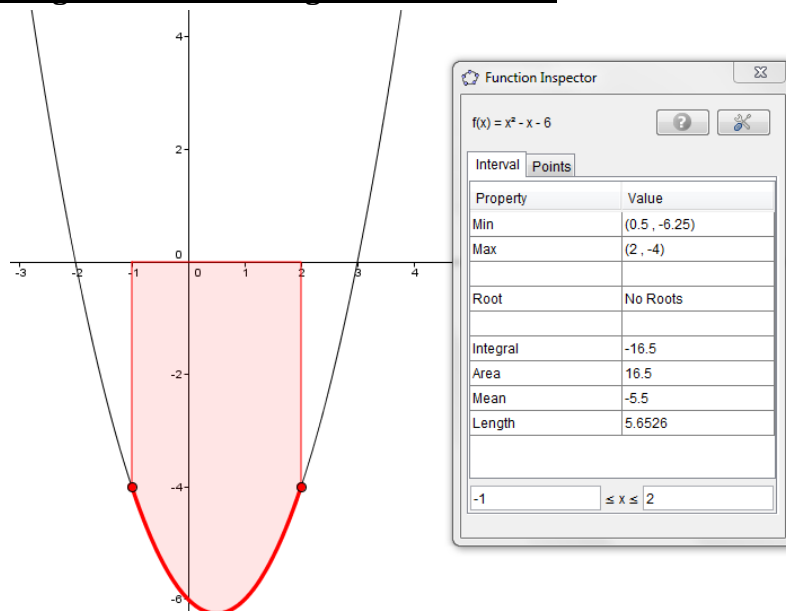 4
2
0
-3 -2 -1 0 1 2 3 4
-2
-4
-6
Function Inspector
f(x) = x² - x - 6
Interval Points
Property Value
Min (0.5 , -6.25)
Max (2 , -4)
Root No Roots
Integral -16.5
Area 16.5
Mean -5.5
Length 5.6526
-1 ≤ x ≤ 2